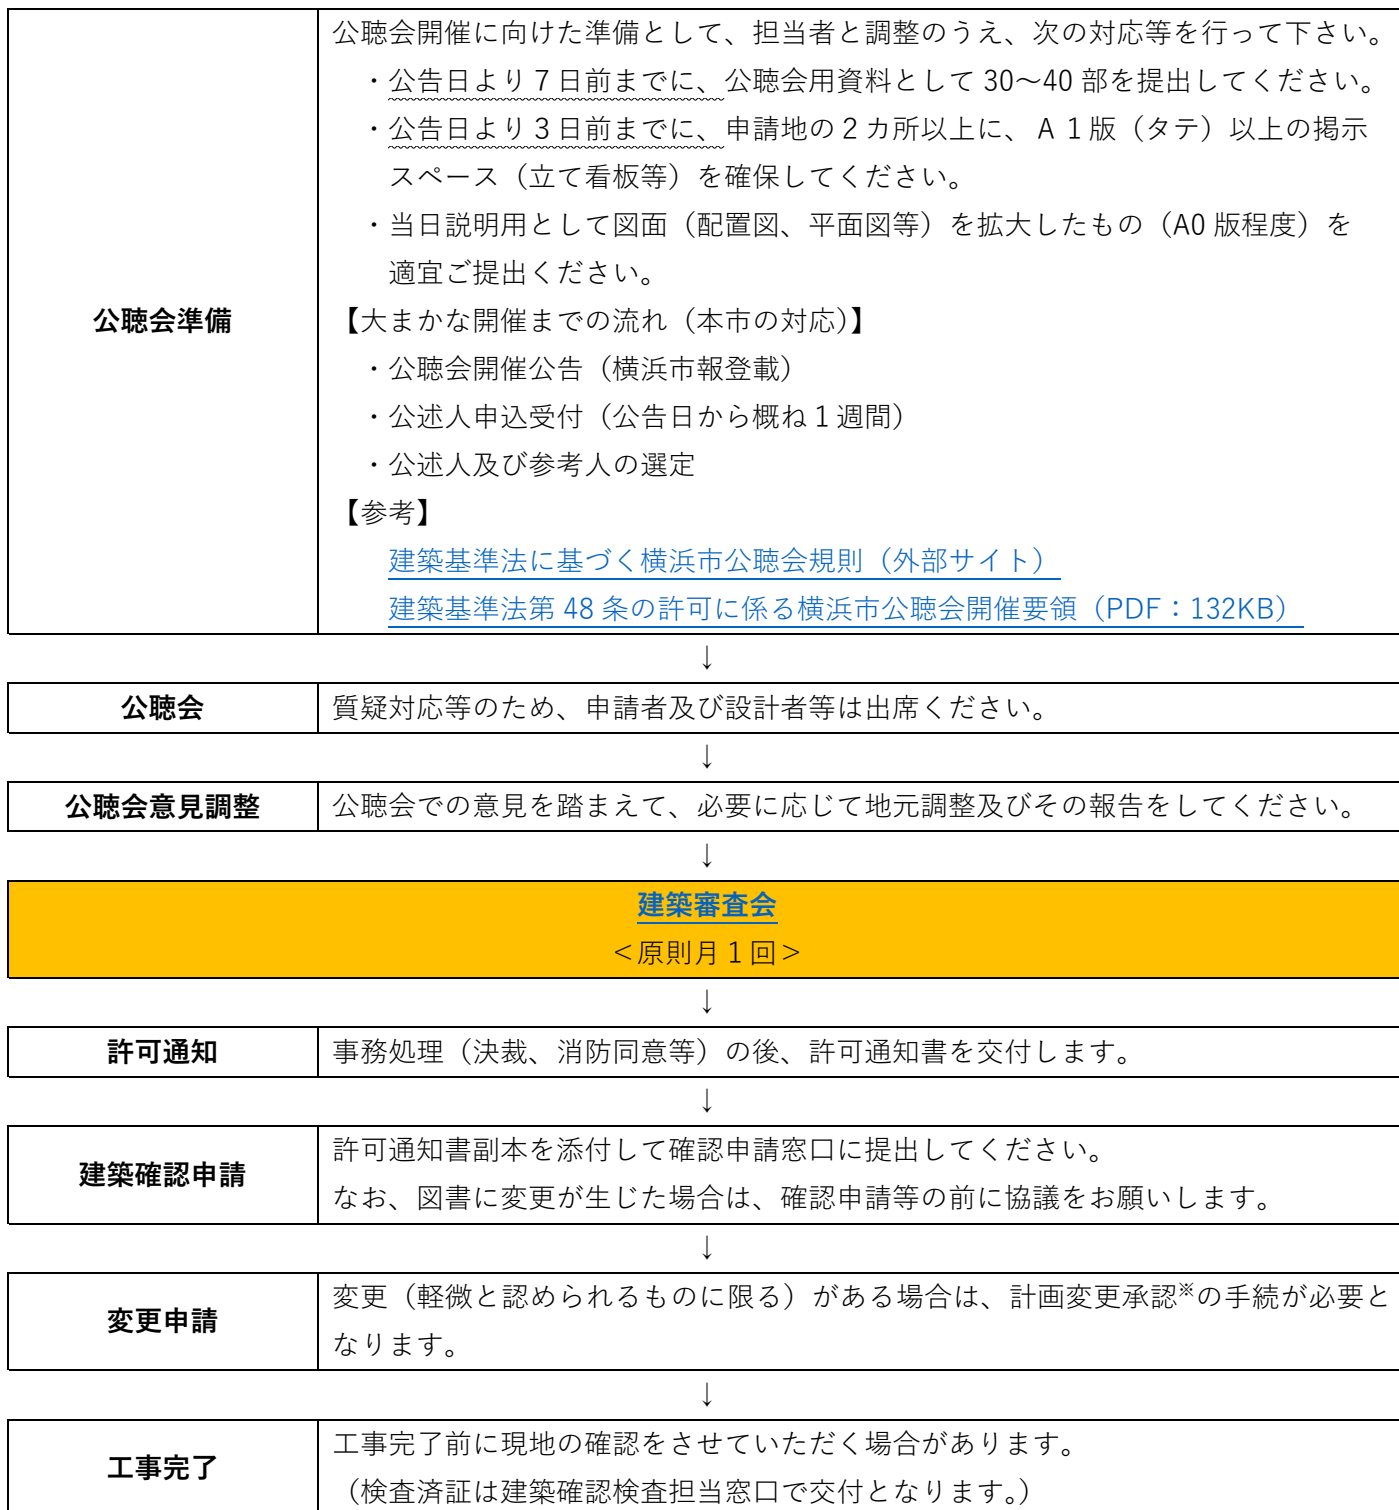 公聴会準備
公聴会開催に向けた準備として、担当者と調整のうえ、次の対応等を行って下さい。
・公告日より７日前までに、公聴会用資料として 30～40 部を提出してください。
・公告日より３日前までに、申請地の２カ所以上に、Ａ１版（タテ）以上の掲示
スペース（立て看板等）を確保してください。
・当日説明用として図面（配置図、平面図等）を拡大したもの（A0 版程度）を
適宜ご提出ください。
【大まかな開催までの流れ（本市の対応）】
・公聴会開催公告（横浜市報登載）
・公述人申込受付（公告日から概ね１週間）
・公述人及び参考人の選定
【参考】
建築基準法に基づく横浜市公聴会規則（外部サイト）
建築基準法第 48 条の許可に係る横浜市公聴会開催要領（PDF：132KB）
↓
公聴会
質疑対応等のため、申請者及び設計者等は出席ください。
↓
公聴会意見調整
公聴会での意見を踏まえて、必要に応じて地元調整及びその報告をしてください。
↓
建築審査会
＜原則月１回＞
↓
許可通知
事務処理（決裁、消防同意等）の後、許可通知書を交付します。
↓
建築確認申請
許可通知書副本を添付して確認申請窓口に提出してください。
なお、図書に変更が生じた場合は、確認申請等の前に協議をお願いします。
↓
変更申請
変更（軽微と認められるものに限る）がある場合は、計画変更承認※の手続が必要と
なります。
↓
工事完了
工事完了前に現地の確認をさせていただく場合があります。
（検査済証は建築確認検査担当窓口で交付となります。）